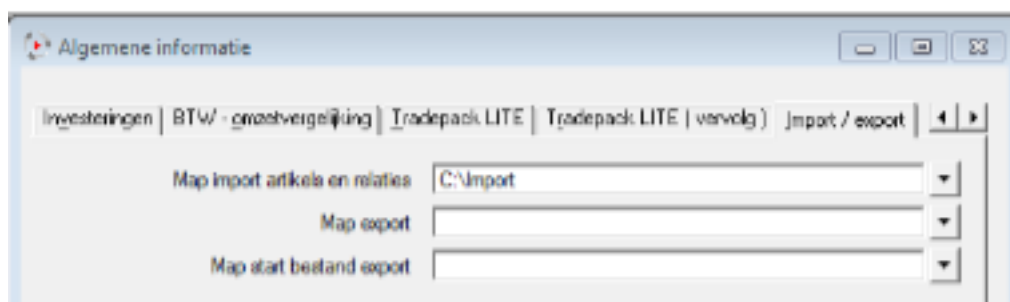 Algemene informatie
Investeringen BTW - omzetvergelijking Tradepack LITE Tradepack LITE ( vervolg ) Import / export
Map import artikels en relaties C:\Import
Map export
Map start bestand export